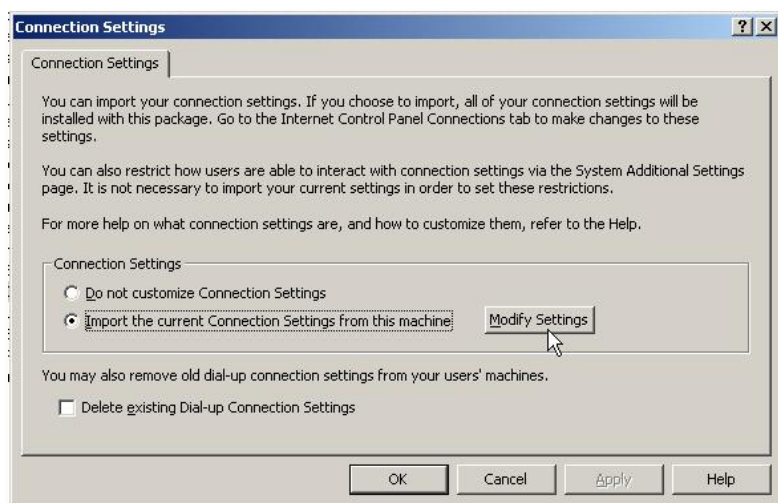 Connection Settings
Connection Settings
You can import your connection settings. If you choose to import, all of your connection settings will be
installed with this package. Go to the Internet Control Panel Connections tab to make changes to these
settings.
You can also restrict how users are able to interact with connection settings via the System Additional Settings
page. It is not necessary to import your current settings in order to set these restrictions.
For more help on what connection settings are, and how to customize them, refer to the Help.
Connection Settings
Do not customize Connection Settings
Import the current Connection Settings from this machine Modify Settings
You may also remove old dial-up connection settings from your users' machines.
Delete existing Dial-up Connection Settings
OK Cancel Apply Help